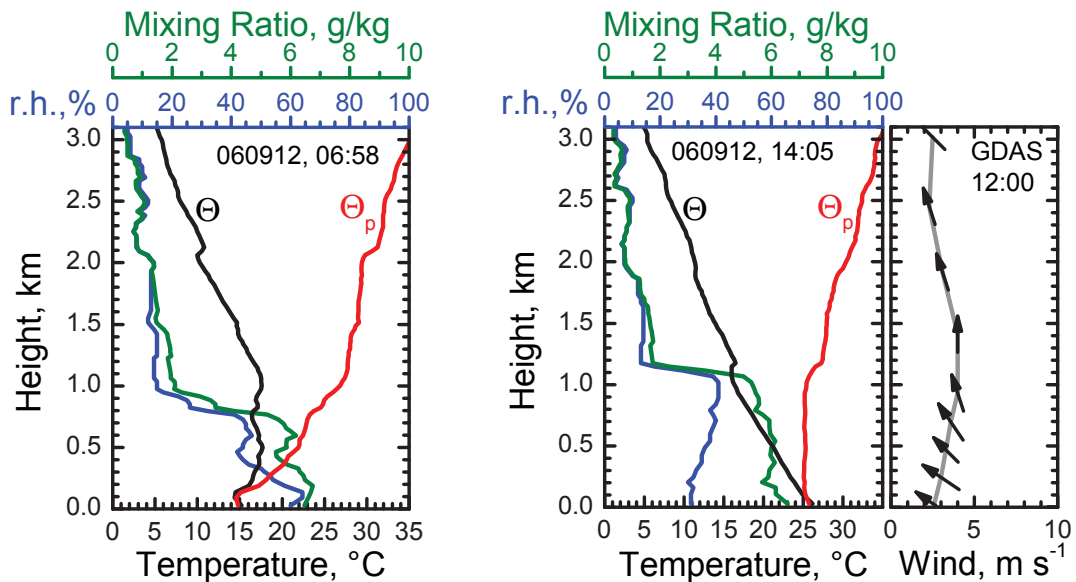 Mixing Ratio, g/kg
0 2 4 6 8 10
r.h.,% 0 20 40 60 80 100
060912, 06:58
Θ
Θp
Height, km
3.0
2.5
2.0
1.5
1.0
0.5
0.0
0 5 10 15 20 25 30 35
Temperature, °C
Mixing Ratio, g/kg
0 2 4 6 8 10
r.h.,% 0 20 40 60 80 100
060912, 14:05
Θ
Θp
Height, km
3.0
2.5
2.0
1.5
1.0
0.5
0.0
0 5 10 15 20 25 30
Temperature, °C
GDAS
12:00
0 5 10
Wind, m s-1